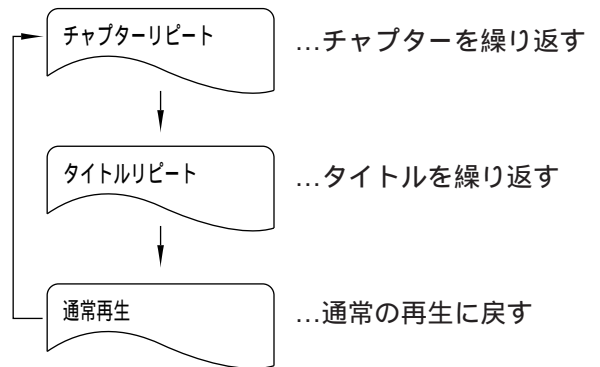 チャプターリピート …チャプターを繰り返す
タイトルリピート …タイトルを繰り返す
通常再生 …通常の再生に戻す